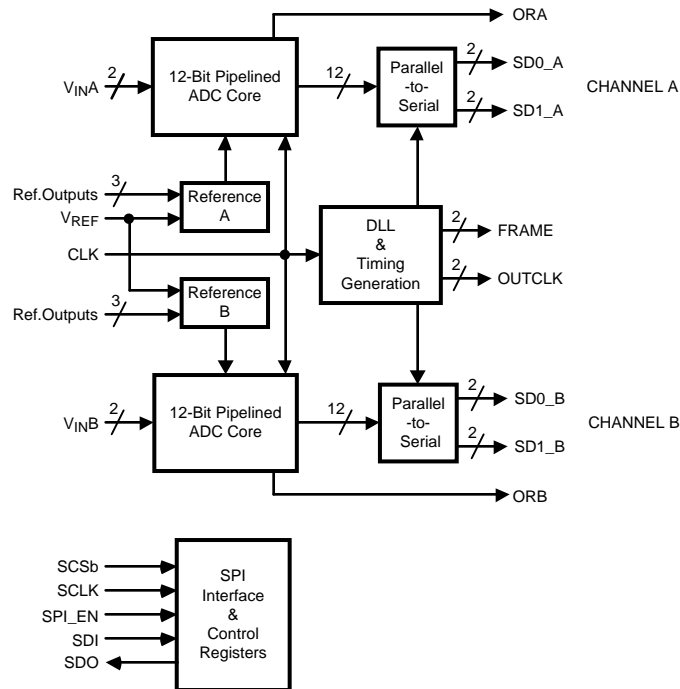 ORA
2
12-Bit Pipelined
ADC Core
12
Parallel
-to-
Serial
2
SD0_A
VINA
CHANNEL A
2
SD1_A
3
Ref.Outputs
Reference
A
VREF
DLL
&
Timing
Generation
2
FRAME
CLK
2
OUTCLK
Reference
B
3
Ref.Outputs
2
12-Bit Pipelined
ADC Core
12
Parallel
-to-
Serial
2
SD0_B
VINB
CHANNEL B
2
SD1_B
ORB
SCSb
SCLK
SPI_EN
SDI
SDO
SPI
Interface
&
Control
Registers